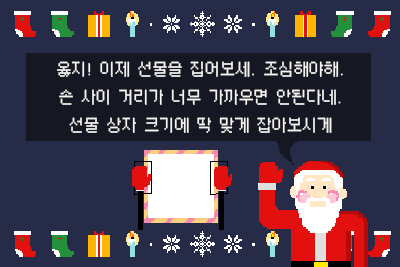 옳지! 이제 선물을 집어보세. 조심해야해.
손 사이 거리가 너무 가까우면 안된다네.
선물 상자 크기에 딱 맞게 잡아보시게